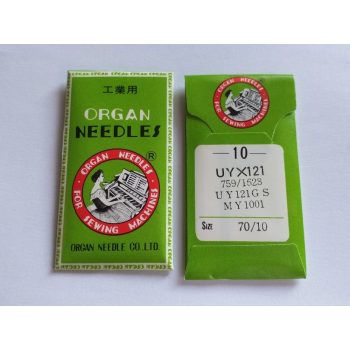 工業用
ORGAN
NEEDLES
ORGAN NEEDLES
®
FOR SEWING MACHINES
ORGAN NEEDLE CO.,LTD.
ORGAN NEEDLES
FOR SEWING MACHINES
10
UY×121
759/1523
UY121GS
MY1001
SIZE 70/10